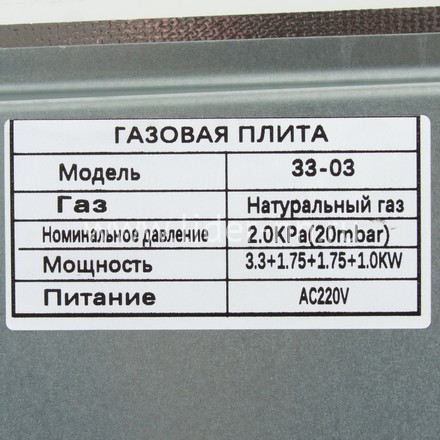 ГАЗОВАЯ ПЛИТА
Модель 33-03
Газ Натуральный газ
Номинальное давление 2.0KPa(20mbar)
Мощность 3.3+1.75+1.75+1.0KW
Питание AC220V